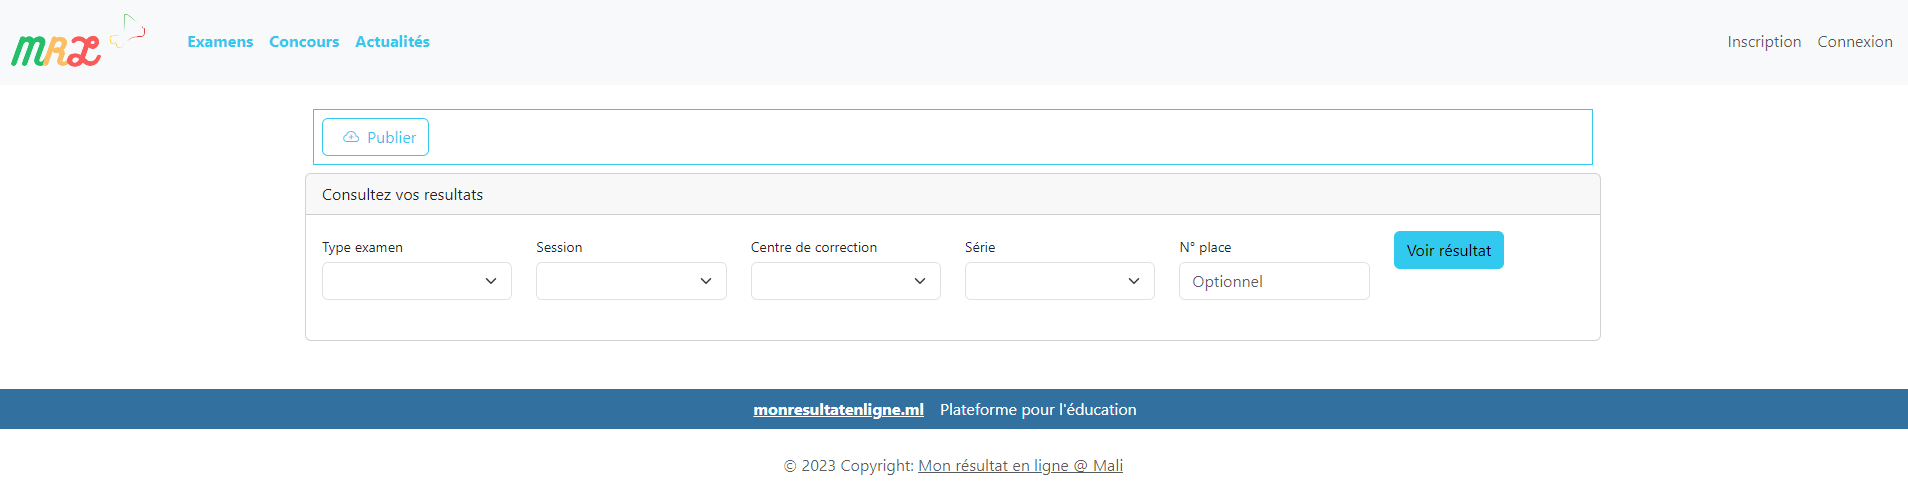 MRL Examens Concours Actualités Inscription Connexion
Publier
Consultez vos resultats
Type examen Session Centre de correction Série N° place Voir résultat
Optionnel
monresultatenligne.ml Plateforme pour l'éducation
© 2023 Copyright: Mon résultat en ligne @ Mali